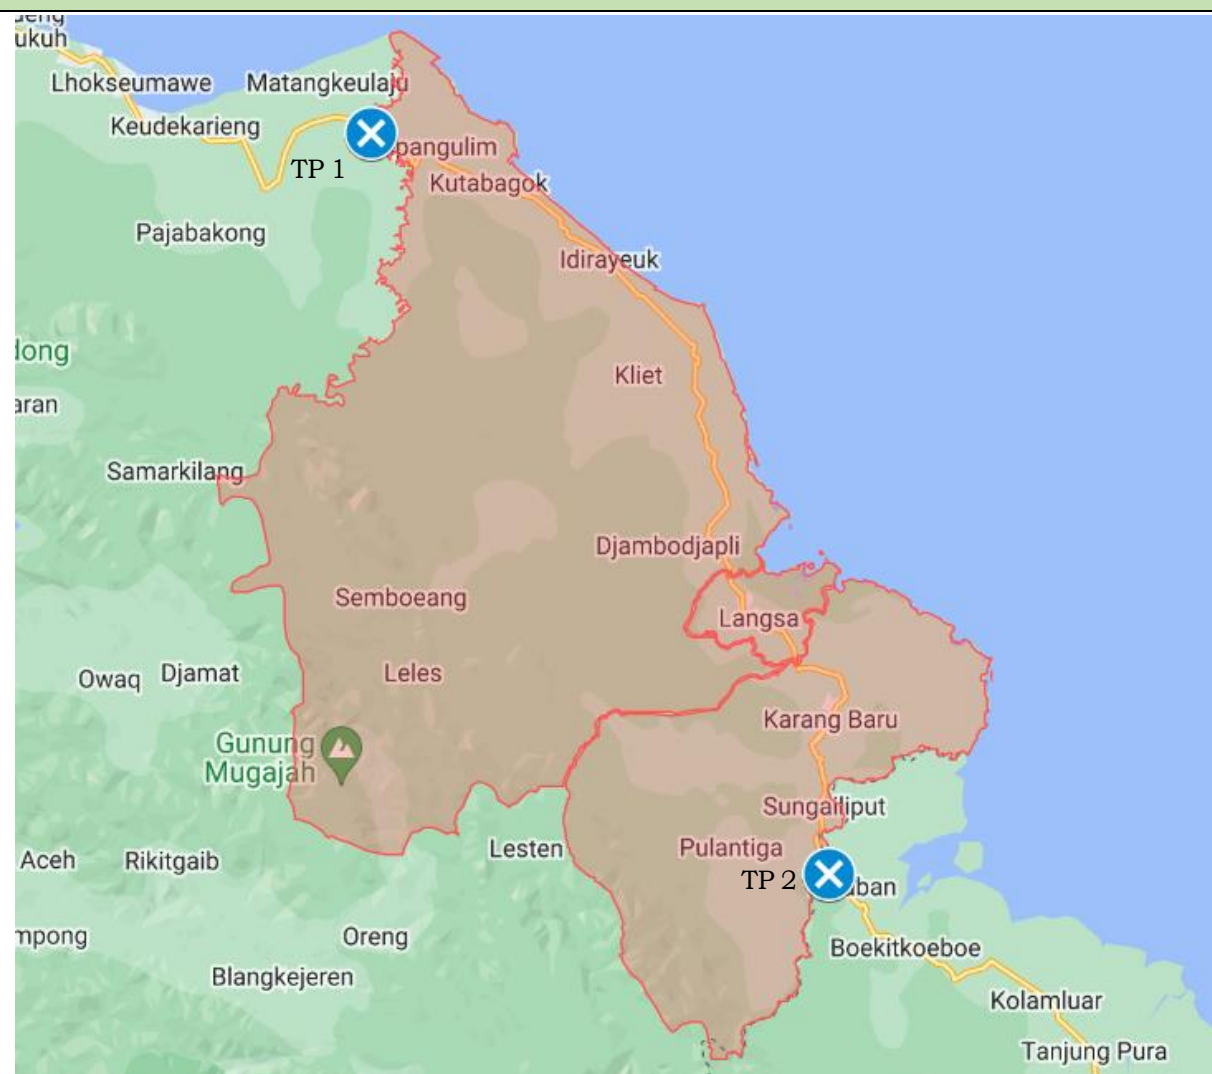 ukuh
Lhokseumawe
Matangkeulaju
Keudekarieng
pangulim
TP 1
Kutabagok
Pajabakong
Idirayeuk
dong
Kliet
aran
Samarkilang
Djambodjapli
Semboeang
Langsa
Owaq
Djamat
Leles
Karang Baru
Gunung
Mugajah
Sungailiput
Aceh
Rikitgaib
Lesten
Pulantiga
TP 2
ban
mpong
Oreng
Boekitkoeboe
Blangkejeren
Kolamluar
Tanjung Pura